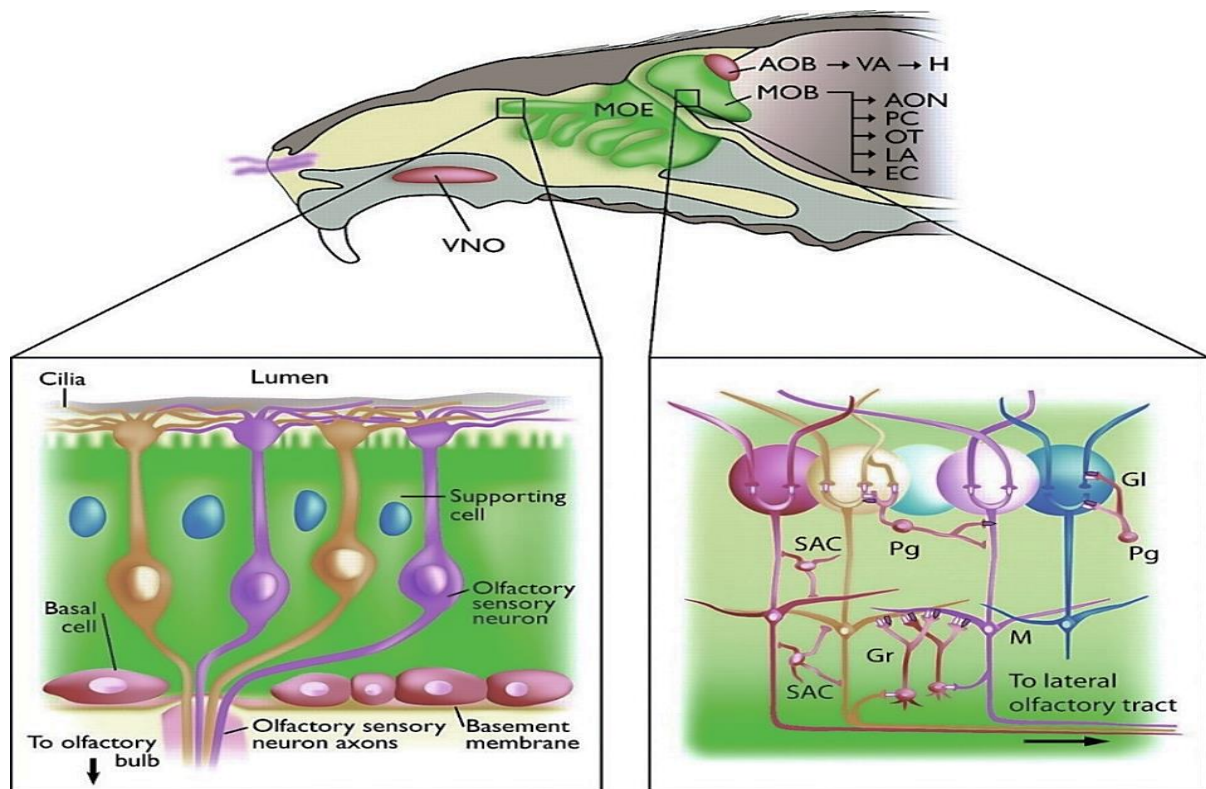 AOB → VA → H
MOB
MOE
AON
PC
OT
LA
EC
VNO
Cilia
Lumen
Supporting
cell
Olfactory
sensory
neuron
Basal
cell
Olfactory sensory
neuron axons
Basement
membrane
To olfactory
bulb
Gl
SAC
Pg
Pg
M
Gr
SAC
To lateral
olfactory tract